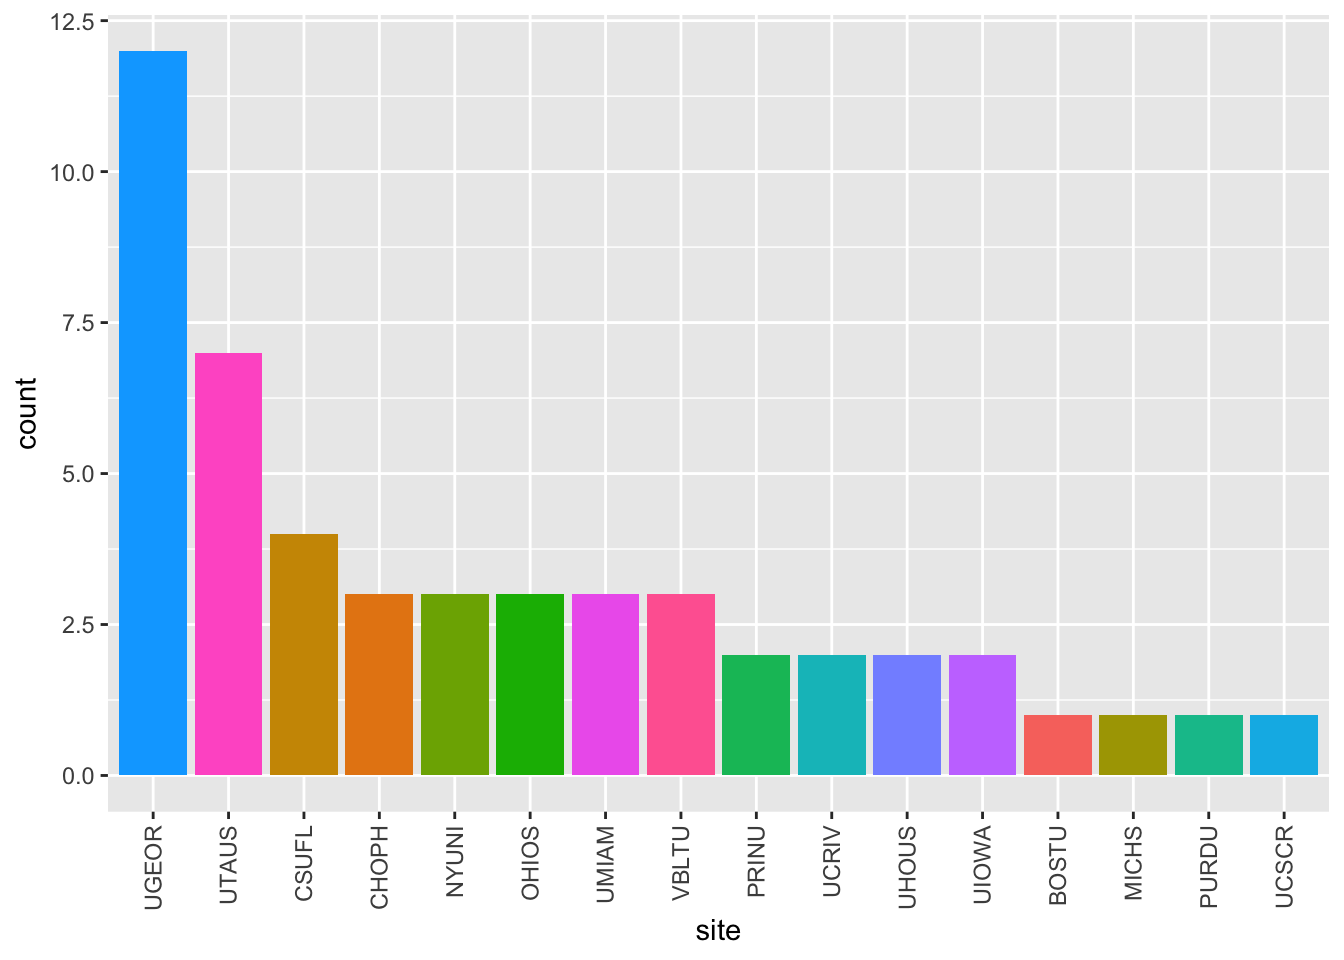 12.5
10.0
7.5
5.0
2.5
0.0
count
UGEOR
UTAUS
CSUFL
CHOPH
NYUNI
OHIOS
UMIAM
VBLTU
PRINU
UCRIV
UHOUS
UIOWA
BOSTU
MICHS
PURDU
UCSCR
site